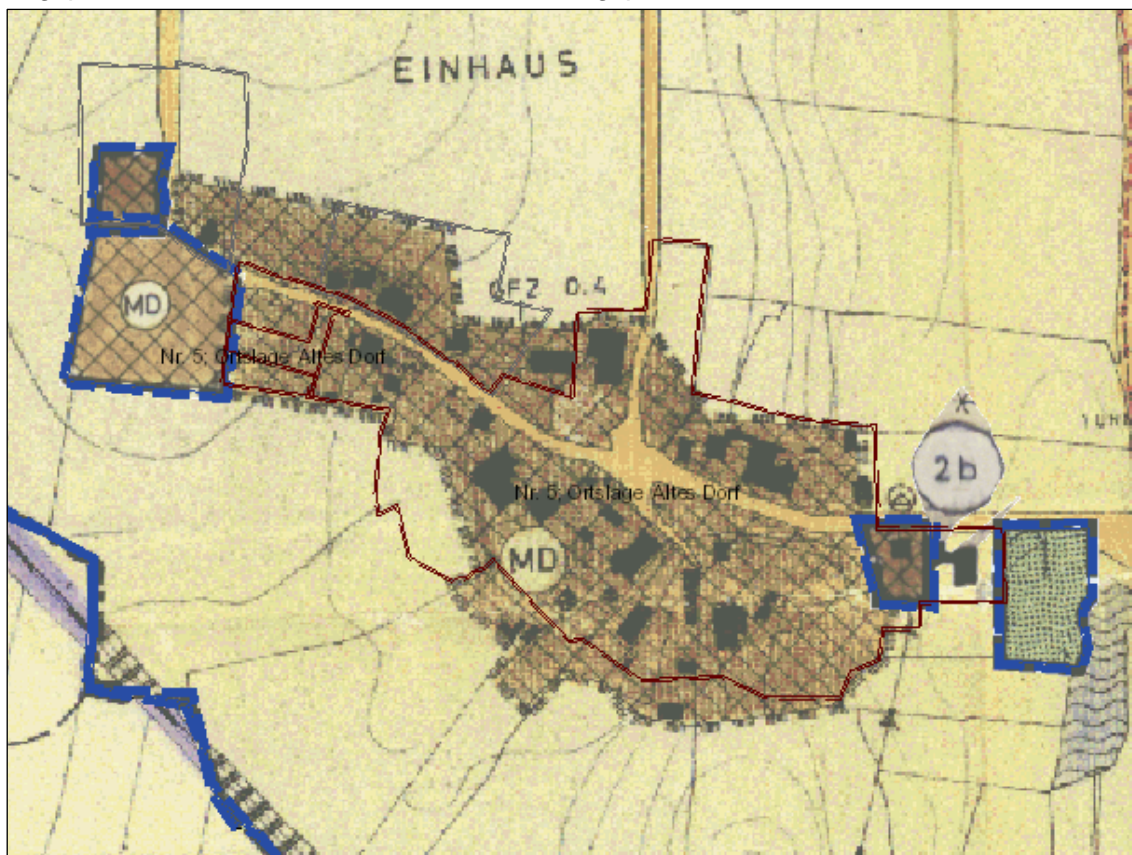 EINHAUS
GFZ 0.4
MD
Nr. 5; Ortslage Altes Dorf
2b
Nr. 5; Ortslage Altes Dorf
MD